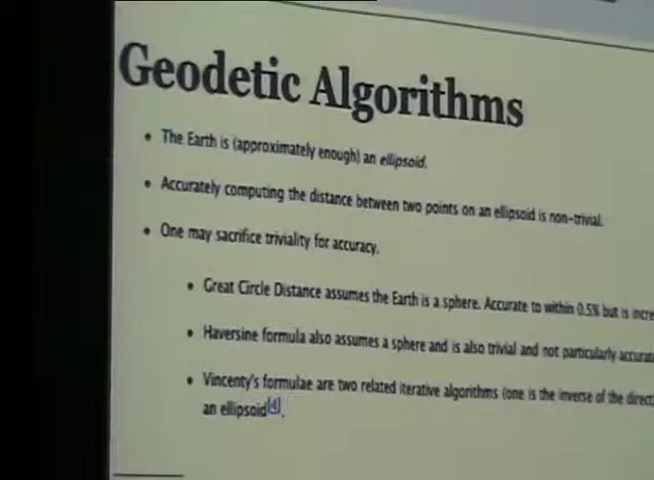 Geodetic Algorithms
• The Earth is (approximately enough) an ellipsoid.
• Accurately computing the distance between two points on an ellipsoid is non-trivial.
• One may sacrifice triviality for accuracy.
• Great Circle Distance assumes the Earth is a sphere. Accurate to within 0.5% but is
• Haversine formula also assumes a sphere and is also trivial and not particularly
• Vincenty's formulae are two related iterative algorithms (one is the inverse of the
an ellipsoid[4].